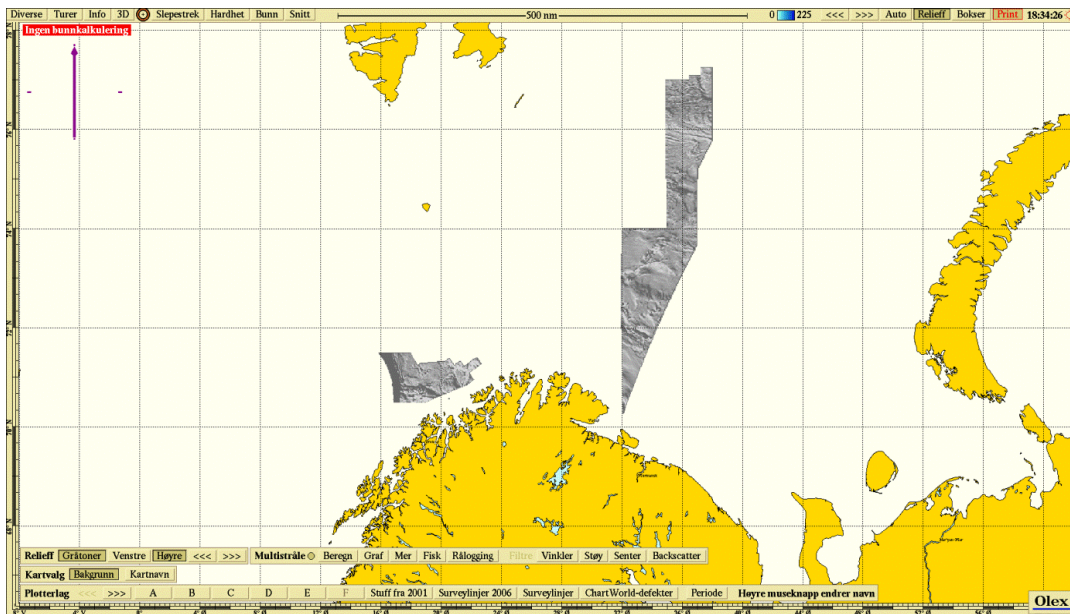 Diverse Turer Info 3D Slepestrek Hardhet Bunn Snitt 500 nm 0 225 <<< >>> Auto Relieff Bokser Print 18:34:26
Ingen bunnkalkulering
Relieff Gråtoner Venstre Høyre <<< >>> Multistråle Beregn Graf Mer Fisk Rålogging Filtre Vinkler Støy Senter Backscatter
Kartvalg Bakgrunn Kartnavn
Plotterlag <<< >>> A B C D E F Stuff fra 2001 Surveylinjer 2006 Surveylinjer ChartWorld-defekter Periode Høyre museknapp endrer navn
Olex